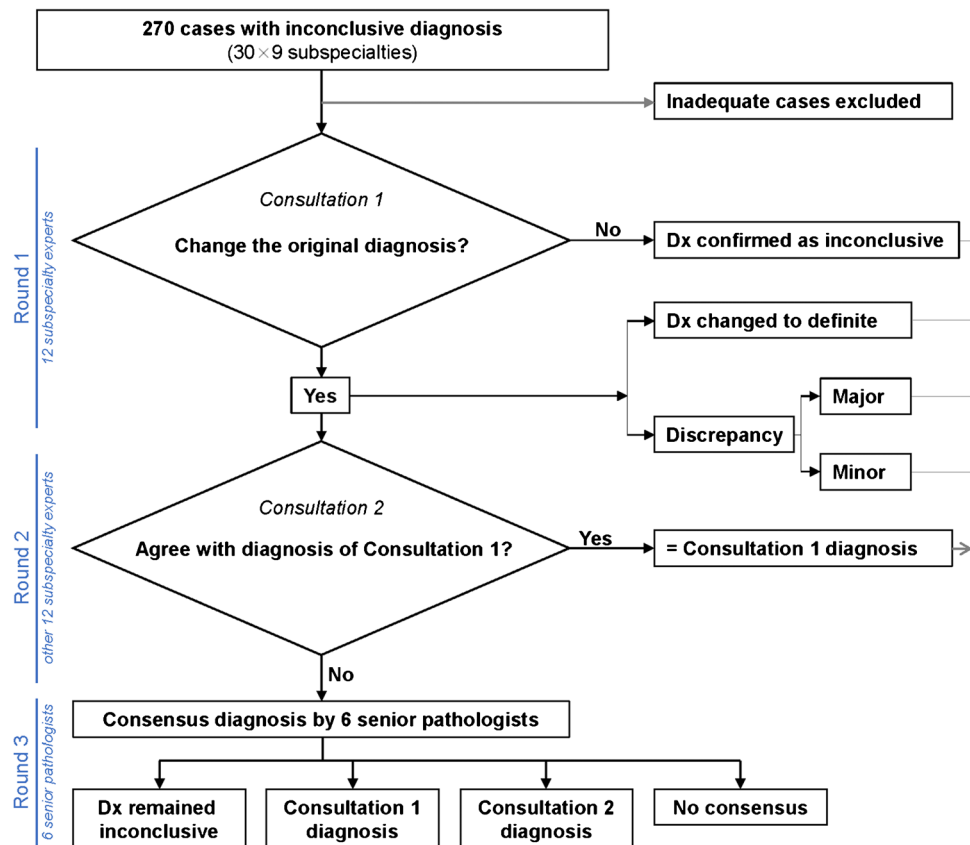 270 cases with inconclusive diagnosis
(30×9 subspecialties)
Inadequate cases excluded
Round 1
12 subspecialty experts
Consultation 1
Change the original diagnosis?
No
Dx confirmed as inconclusive
Dx changed to definite
Yes
Discrepancy
Major
Minor
Round 2
other 12 subspecialty experts
Consultation 2
Agree with diagnosis of Consultation 1?
Yes
= Consultation 1 diagnosis
No
Round 3
6 senior pathologists
Consensus diagnosis by 6 senior pathologists
Dx remained
inconclusive
Consultation 1
diagnosis
Consultation 2
diagnosis
No consensus